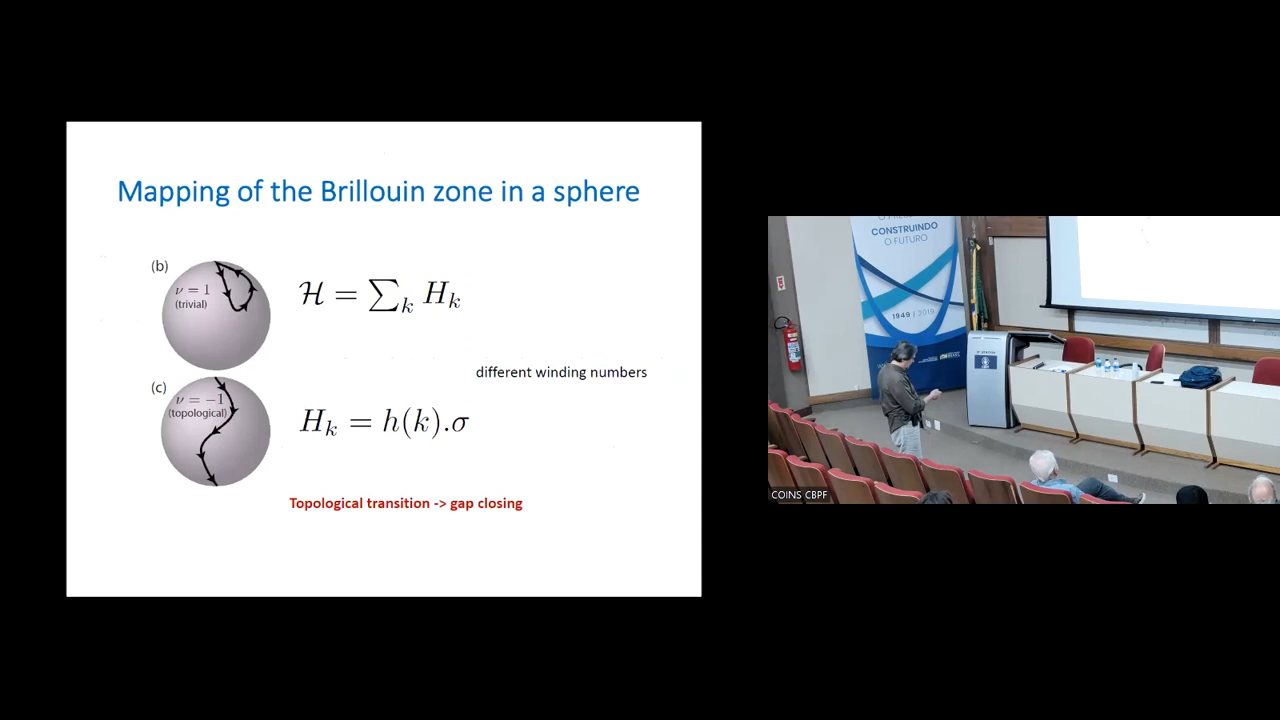 Mapping of the Brillouin zone in a sphere
(b)
ν = 1
(trivial)
ℋ = ∑ₖ Hₖ
different winding numbers
(c)
ν = −1
(topological)
Hₖ = h(k).σ
Topological transition -> gap closing
CONSTRUINDO
O FUTURO
1949 | 2019
COINS CBPF